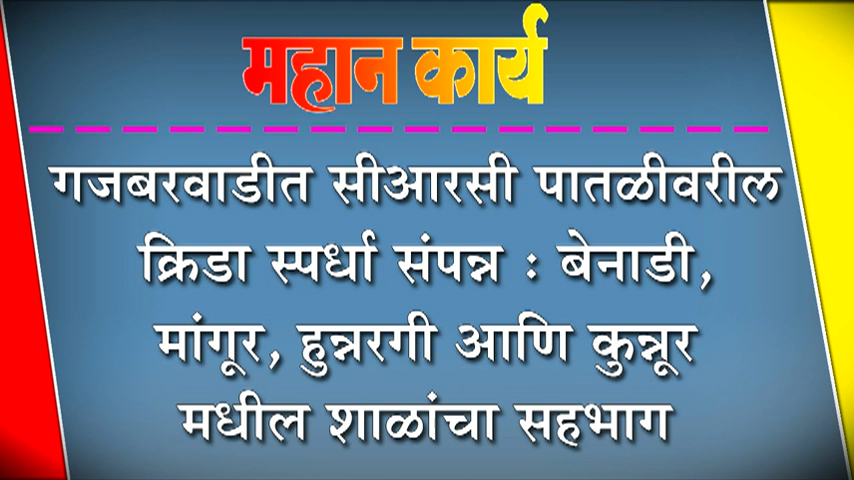 महान कार्य
गजबरवाडीत सीआरसी पातळीवरील
क्रिडा स्पर्धा संपन्न : बेनाडी,
मांगूर, हुन्नरगी आणि कुन्नूर
मधील शाळांचा सहभाग